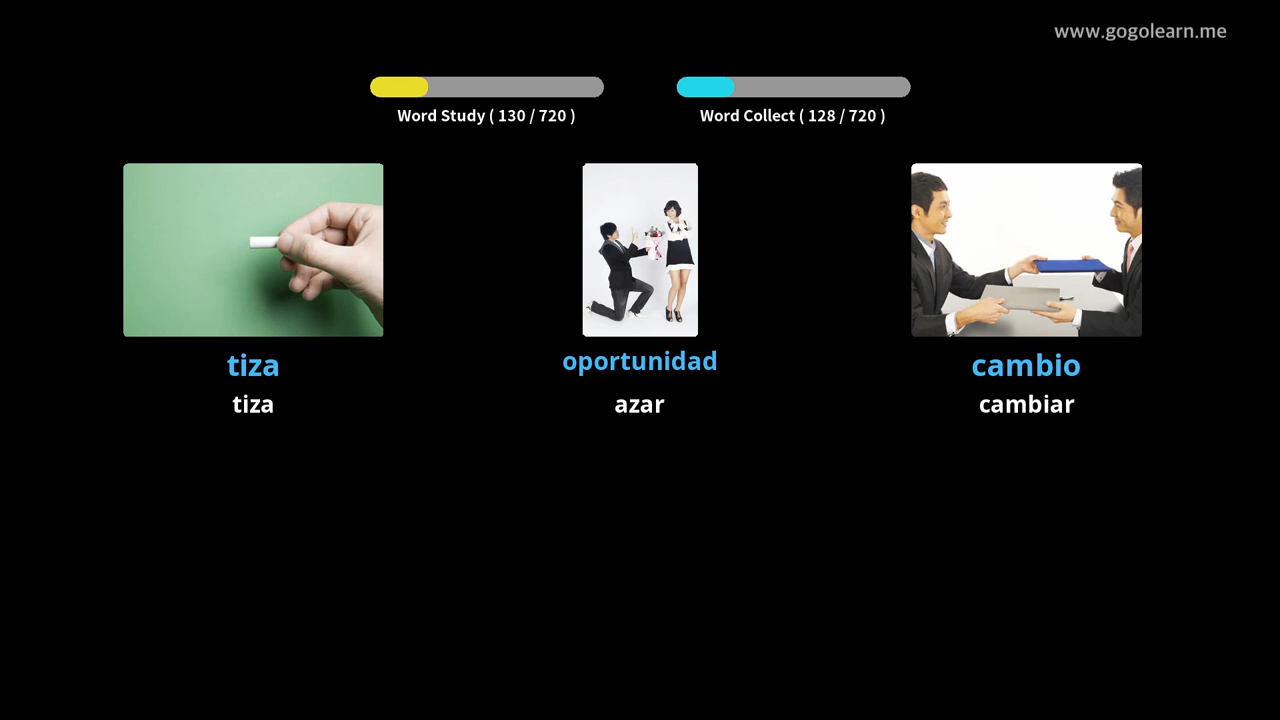 www.gogolearn.me
Word Study ( 130 / 720 )
Word Collect ( 128 / 720 )
tiza
tiza
oportunidad
azar
cambio
cambiar